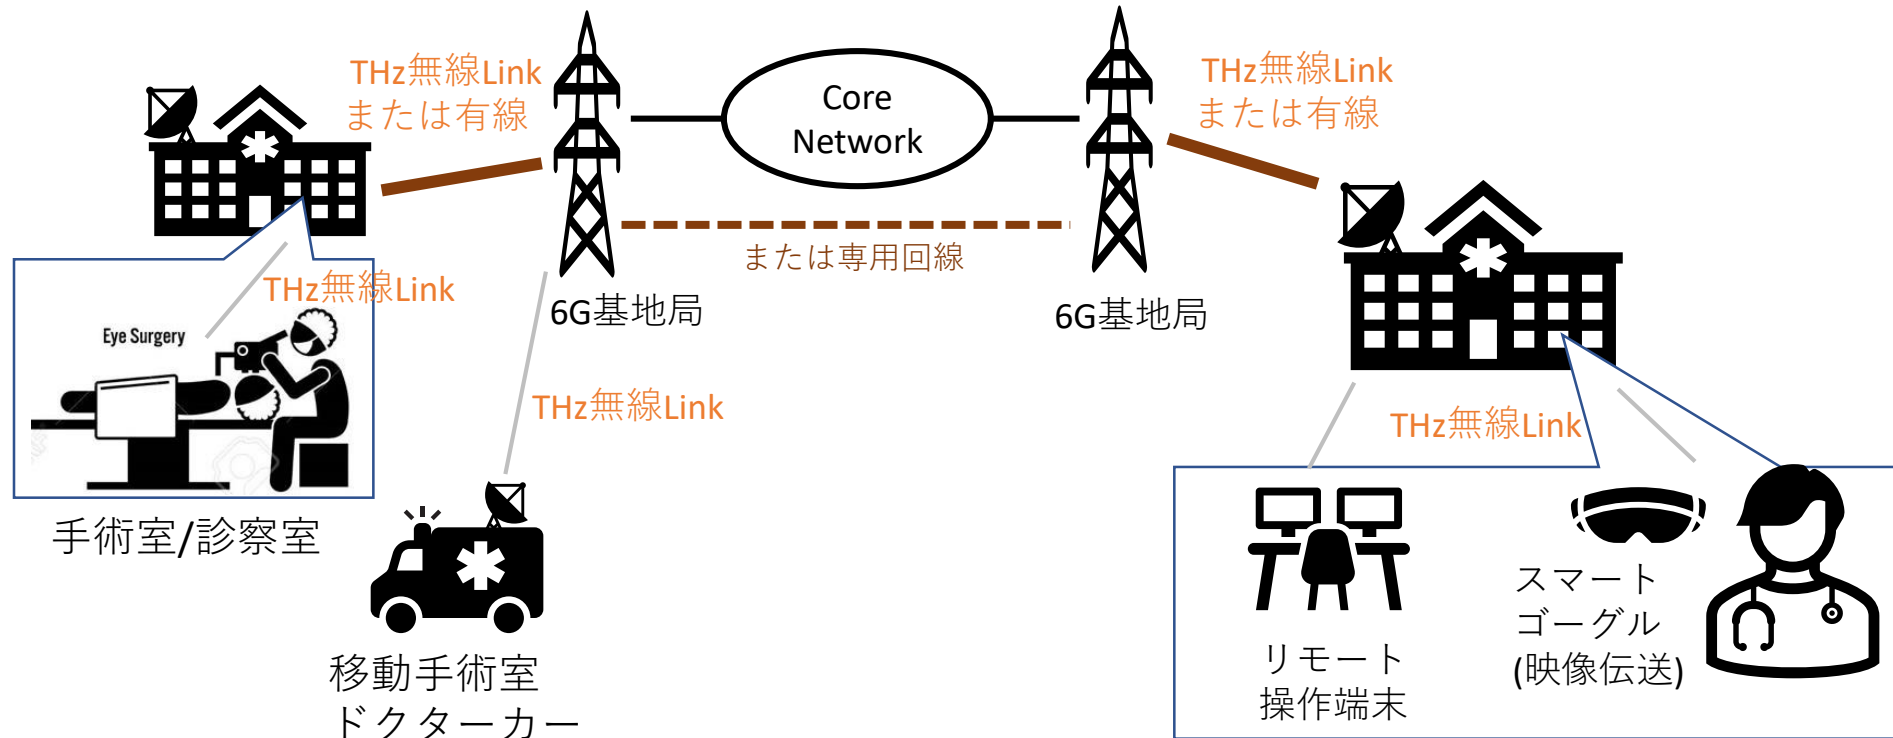 THz無線Link
または有線
Core
Network
THz無線Link
または有線
または専用回線
THz無線Link
6G基地局
6G基地局
Eye Surgery
THz無線Link
THz無線Link
手術室/診察室
移動手術室
ドクターカー
リモート
操作端末
スマート
ゴーグル
(映像伝送)